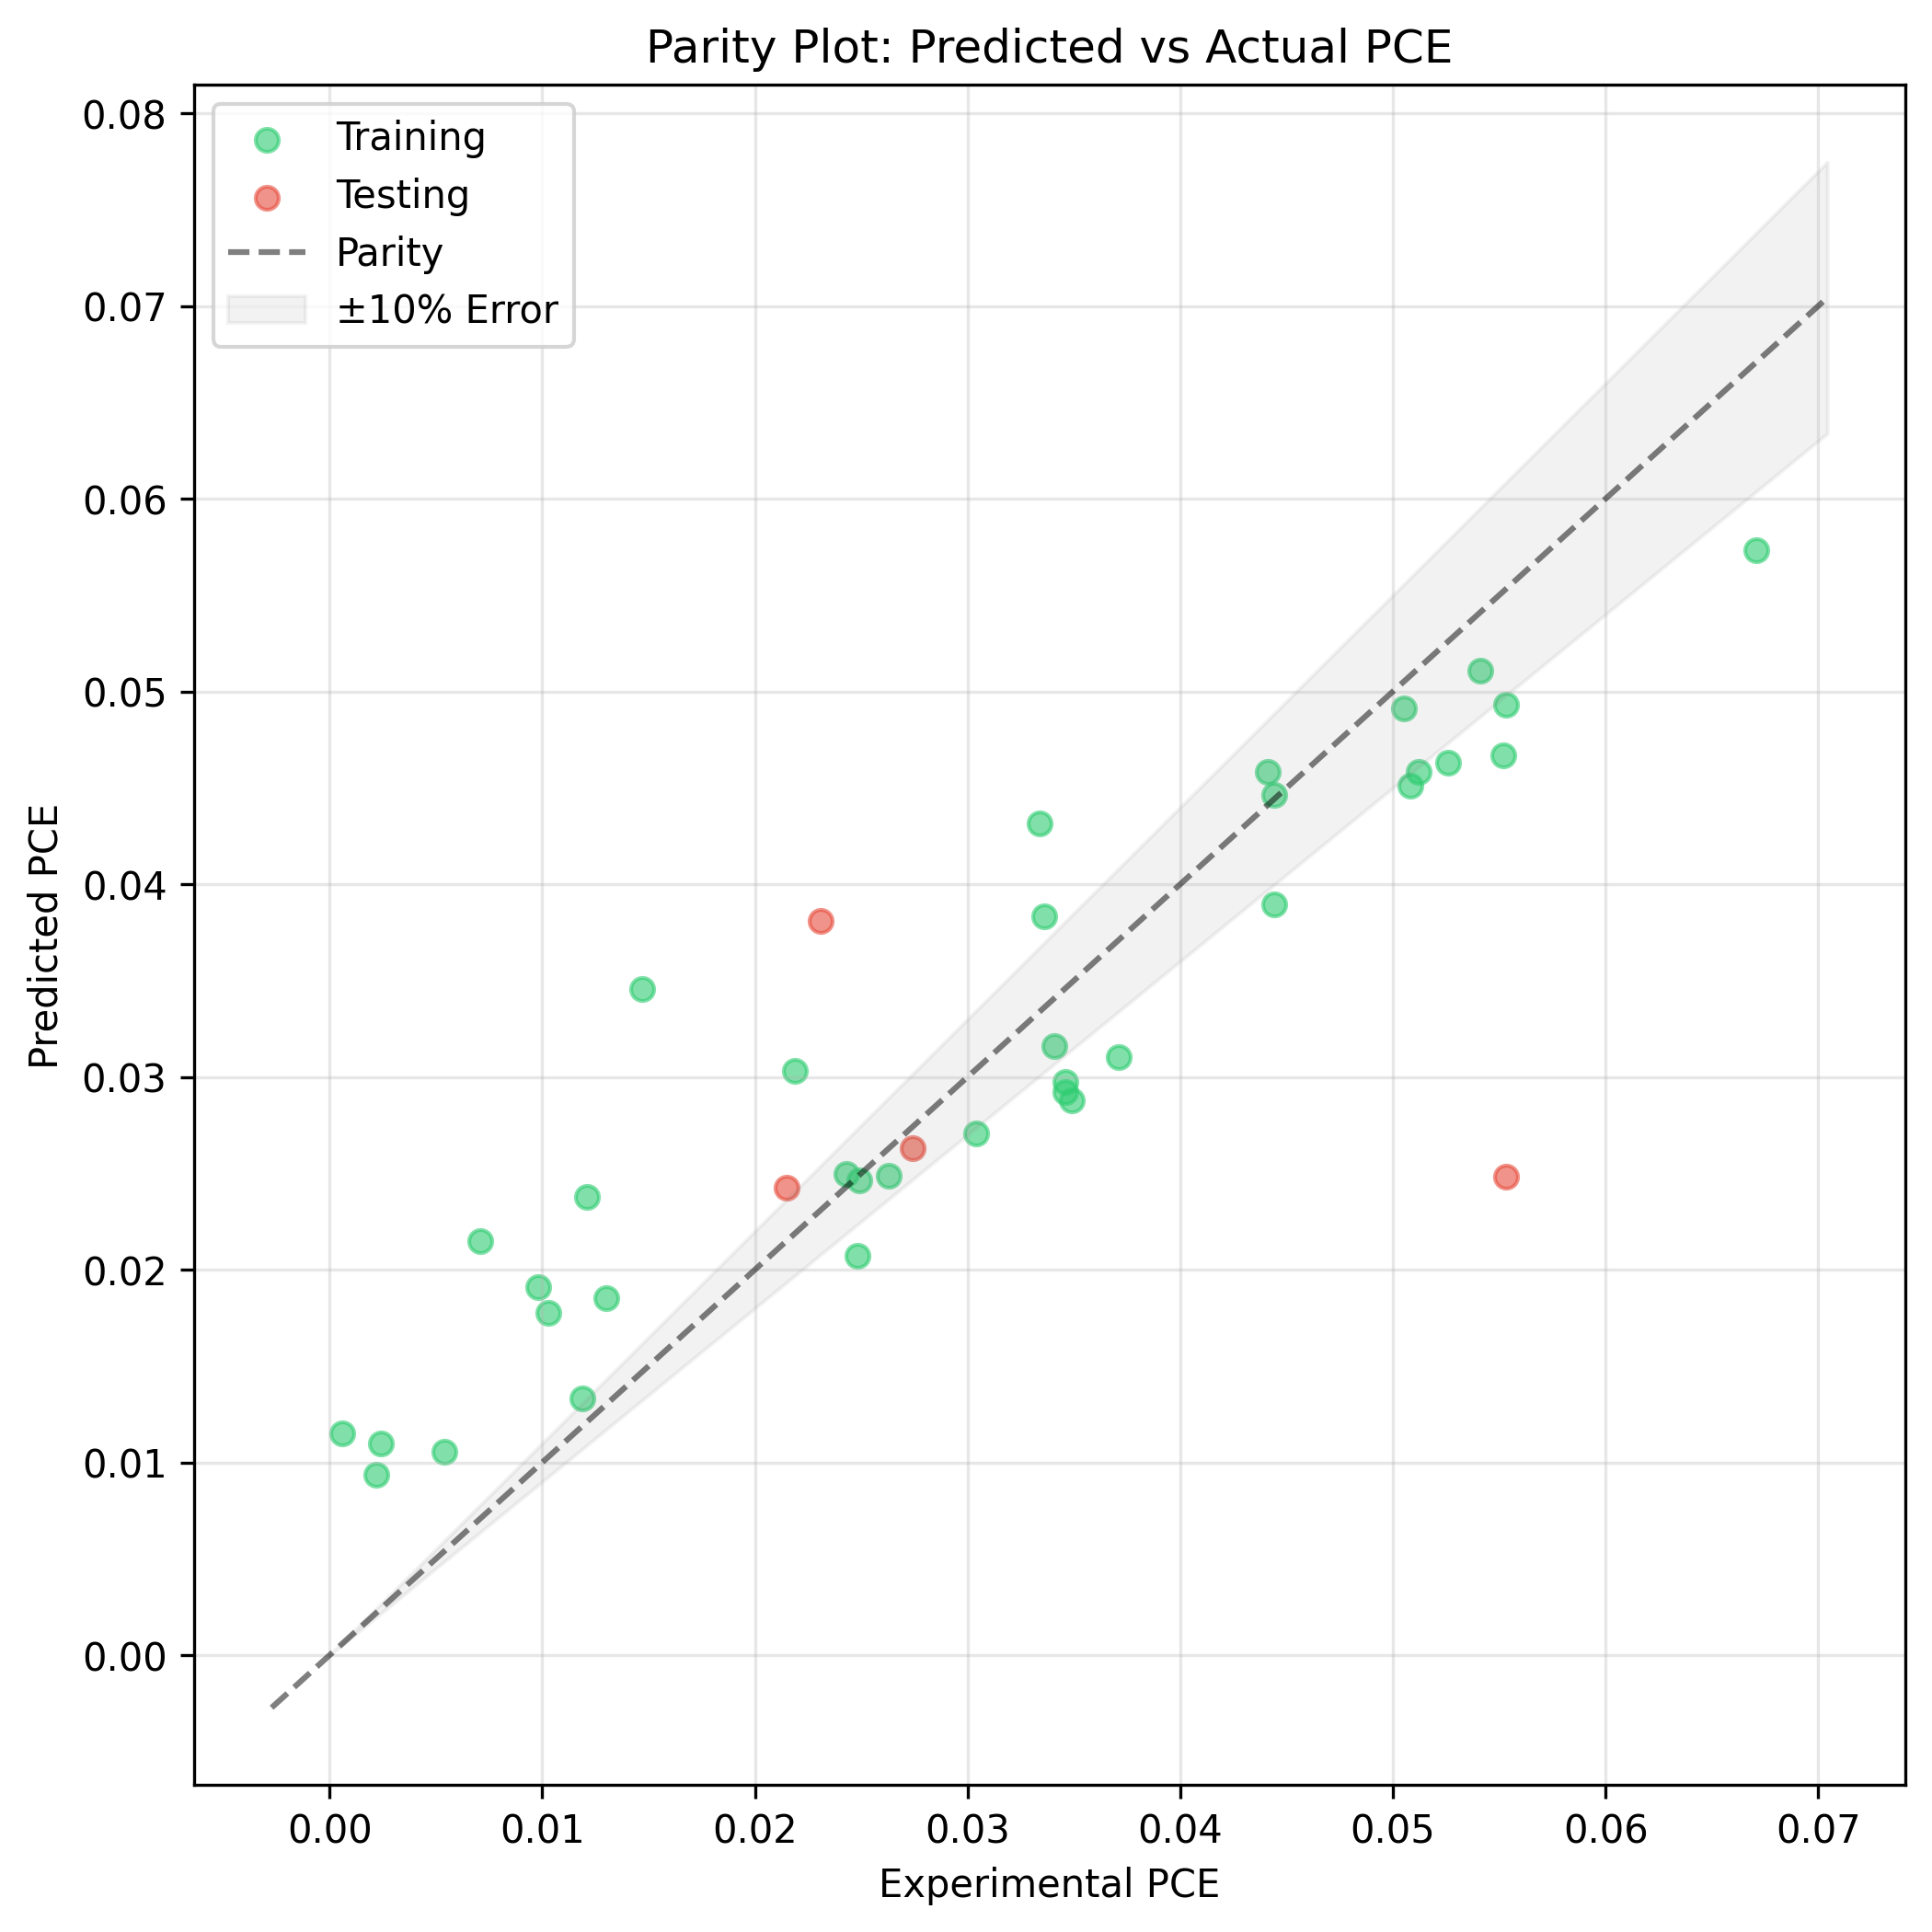 Parity Plot: Predicted vs Actual PCE
Training
Testing
Parity
±10% Error
0.08
0.07
0.06
0.05
0.04
0.03
0.02
0.01
0.00
Predicted PCE
0.00 0.01 0.02 0.03 0.04 0.05 0.06 0.07
Experimental PCE